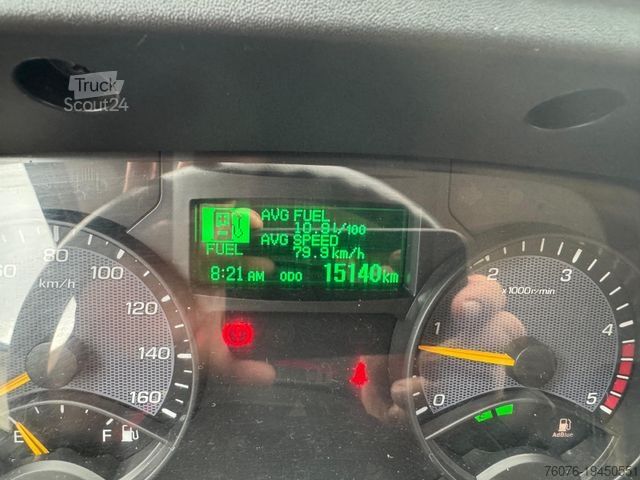 Truck
Scout24
AVG FUEL
10.8l/100
AVG SPEED
79.9km/h
FUEL
8:21 AM ODO 15140km
80
100
120
140
160
km/h
E F
0
1
2
3
4
5
x1000r/min
AdBlue
76076-19450551